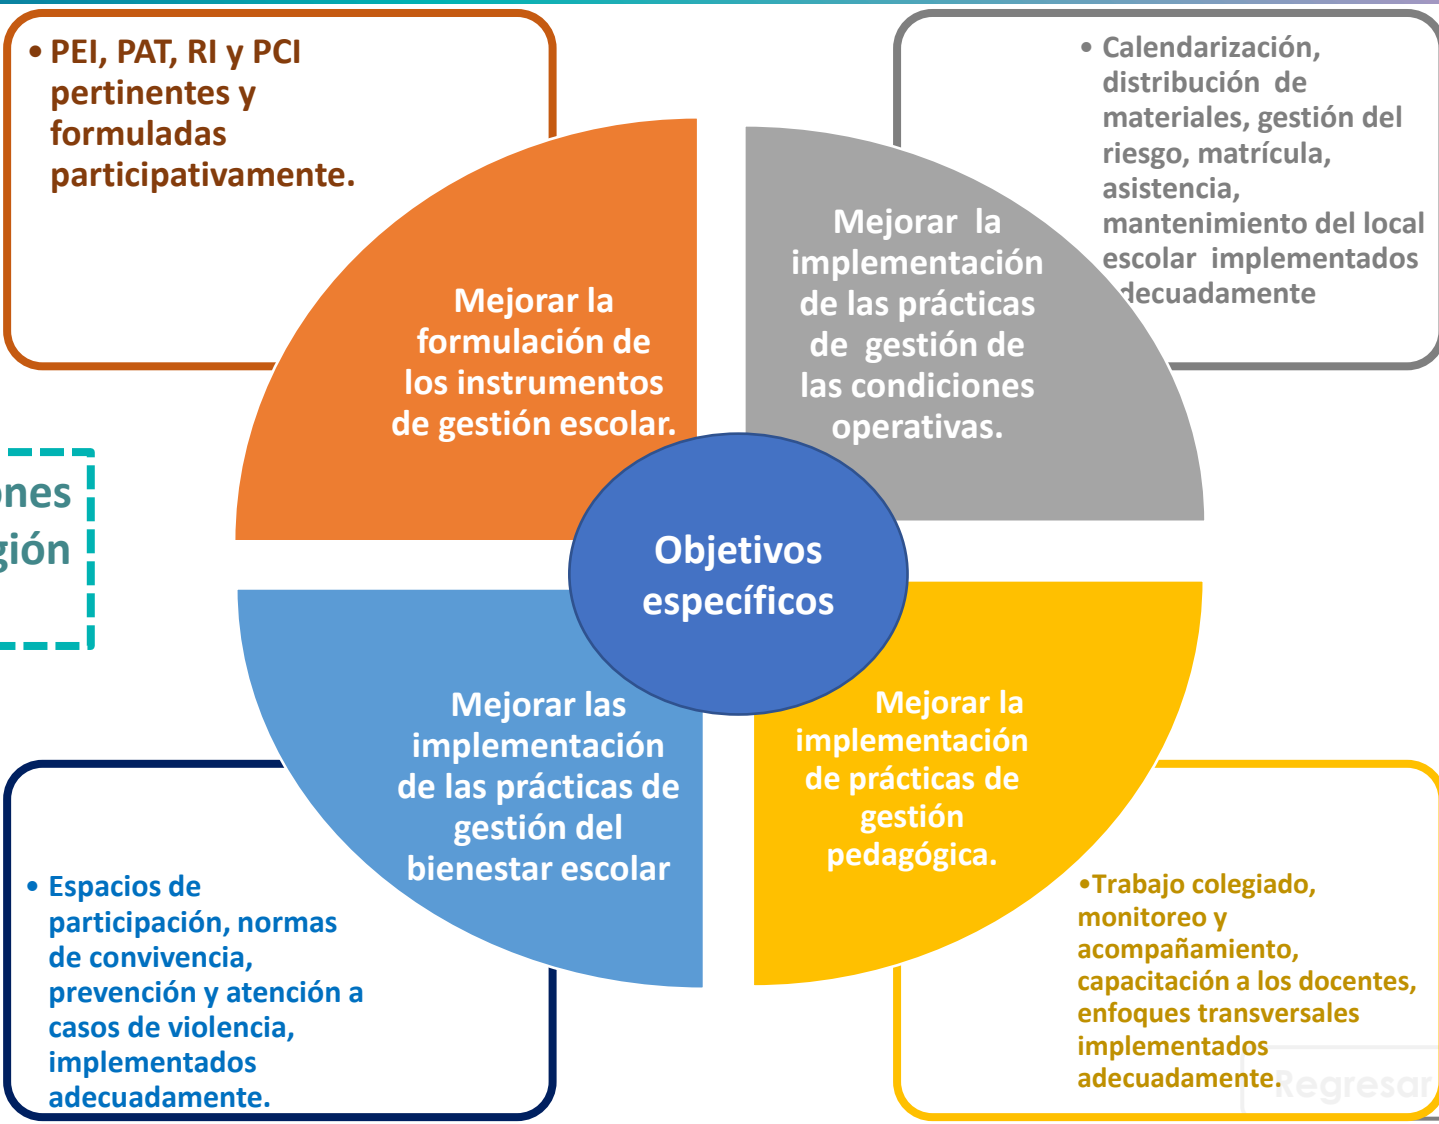 • PEI, PAT, RI y PCI
pertinentes y
formuladas
participativamente.
• Calendarización,
distribución de
materiales, gestión del
riesgo, matrícula,
asistencia,
mantenimiento del local
escolar implementados
decuadamente
Mejorar la
formulación de
los instrumentos
de gestión escolar.
Mejorar la
implementación
de las prácticas
de gestión de
las condiciones
operativas.
ones
gión
Objetivos
específicos
Mejorar las
implementación
de las prácticas de
gestión del
bienestar escolar
Mejorar la
implementación
de prácticas de
gestión
pedagógica.
• Espacios de
participación, normas
de convivencia,
prevención y atención a
casos de violencia,
implementados
adecuadamente.
•Trabajo colegiado,
monitoreo y
acompañamiento,
capacitación a los docentes,
enfoques transversales
implementados
adecuadamente.
Regresar